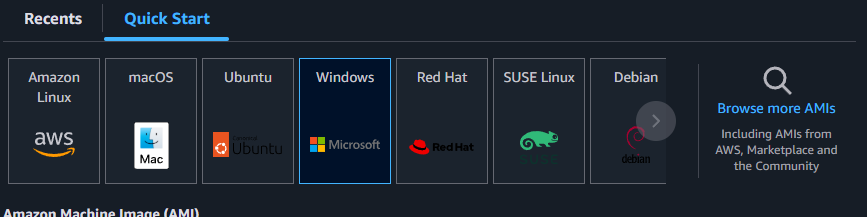 Recents
Quick Start
Amazon
Linux
macOS
Ubuntu
Windows
Red Hat
SUSE Linux
Debian
aws
Mac
Ubuntu
Microsoft
Red Hat
debian
Browse more AMIs
Including AMIs from
AWS, Marketplace and
the Community
Amazon Machine Image (AMI)